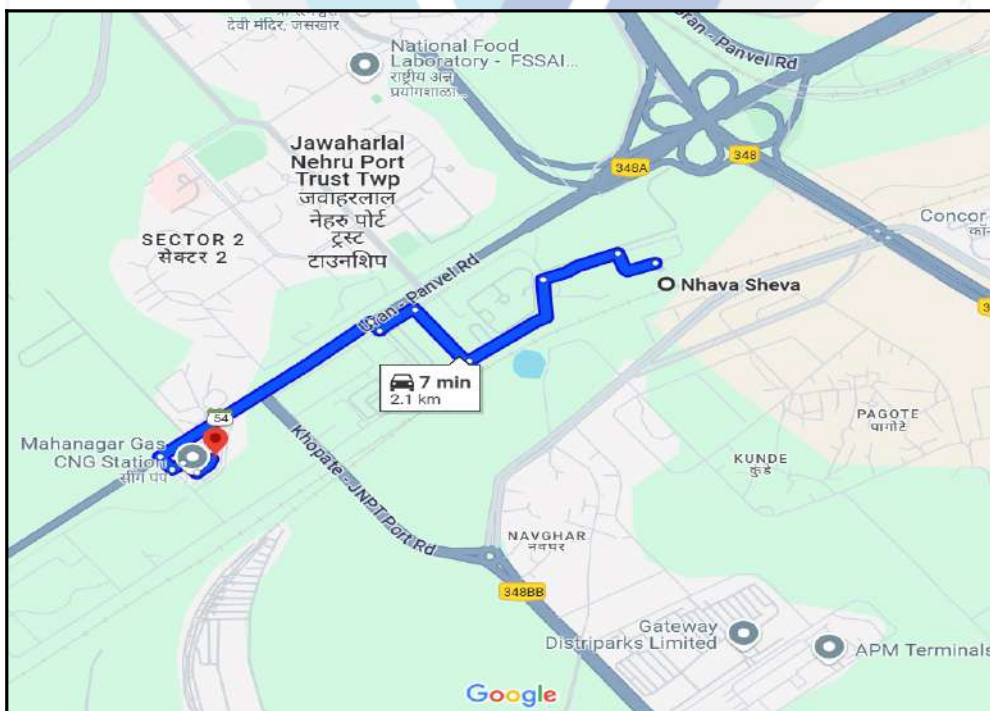 देवी मंदिर, जसखार
National Food
Laboratory - FSSAI...
राष्ट्रीय अन्न
प्रयोगशाला...
Uran - Panvel Rd
348A
348
Jawaharlal
Nehru Port
Trust Twp
जवाहरलाल
नेहरु पोर्ट
ट्रस्ट
टाउनशिप
SECTOR 2
सेक्टर 2
Concor
Uran - Panvel Rd
Nhava Sheva
7 min
2.1 km
54
Mahanagar Gas
CNG Station
Khopate - JNPT Port Rd
PAGOTE
पागोटे
KUNDE
कुंडे
NAVGHAR
नवघर
348BB
Gateway
Distriparks Limited
APM Terminals
Google